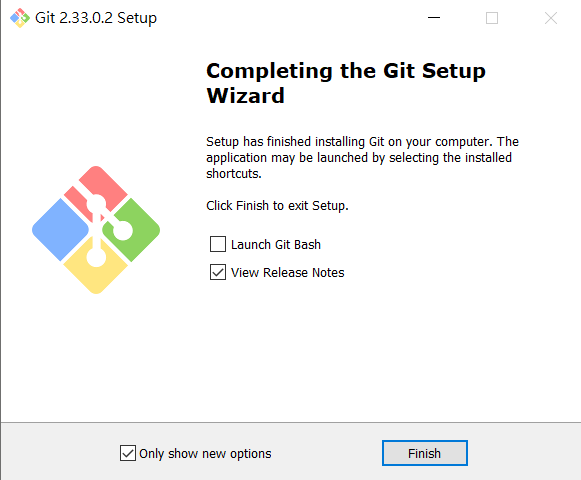 Git 2.33.0.2 Setup
Completing the Git Setup
Wizard
Setup has finished installing Git on your computer. The
application may be launched by selecting the installed
shortcuts.
Click Finish to exit Setup.
Launch Git Bash
View Release Notes
Only show new options
Finish